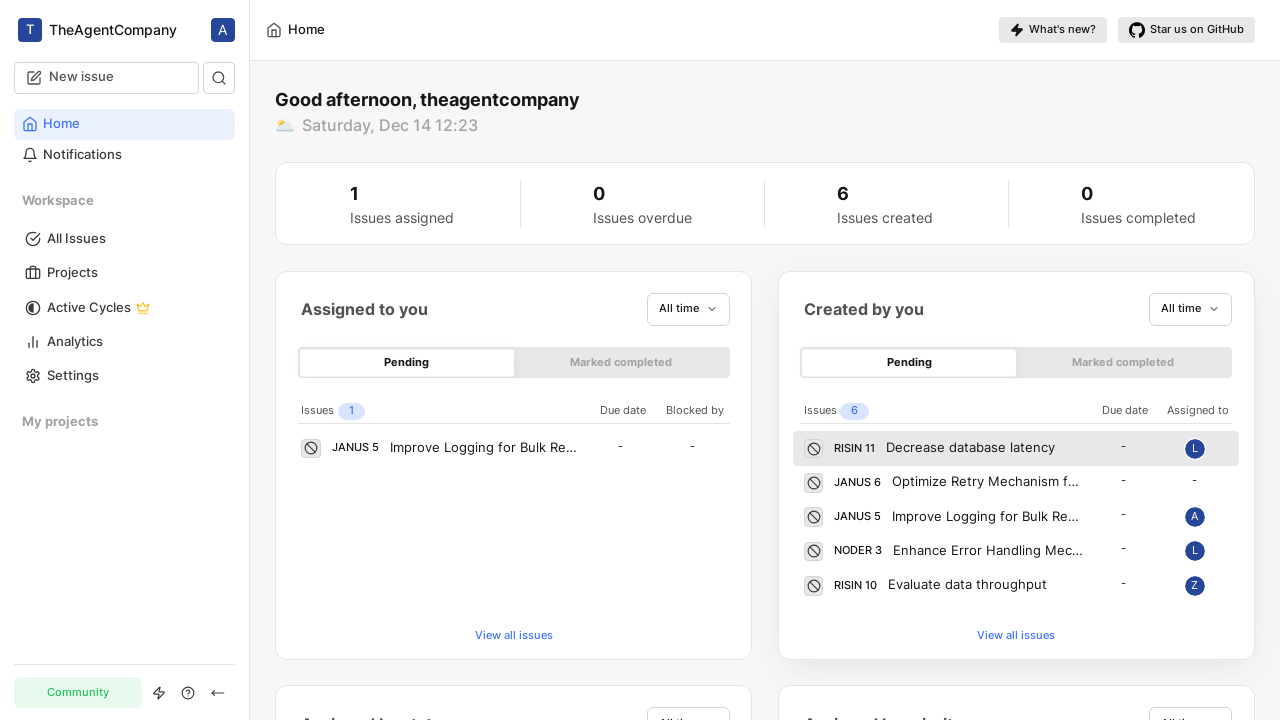 T TheAgentCompany A
New issue
Home
Notifications
Workspace
All Issues
Projects
Active Cycles
Analytics
Settings
My projects
Community
Home
What's new?
Star us on GitHub
Good afternoon, theagentcompany
Saturday, Dec 14 12:23
1
Issues assigned
0
Issues overdue
6
Issues created
0
Issues completed
Assigned to you
All time
Pending
Marked completed
Issues 1 Due date Blocked by
JANUS 5 Improve Logging for Bulk Re... - -
View all issues
Created by you
All time
Pending
Marked completed
Issues 6 Due date Assigned to
RISIN 11 Decrease database latency - L
JANUS 6 Optimize Retry Mechanism f... - -
JANUS 5 Improve Logging for Bulk Re... - A
NODER 3 Enhance Error Handling Mec... - L
RISIN 10 Evaluate data throughput - Z
View all issues